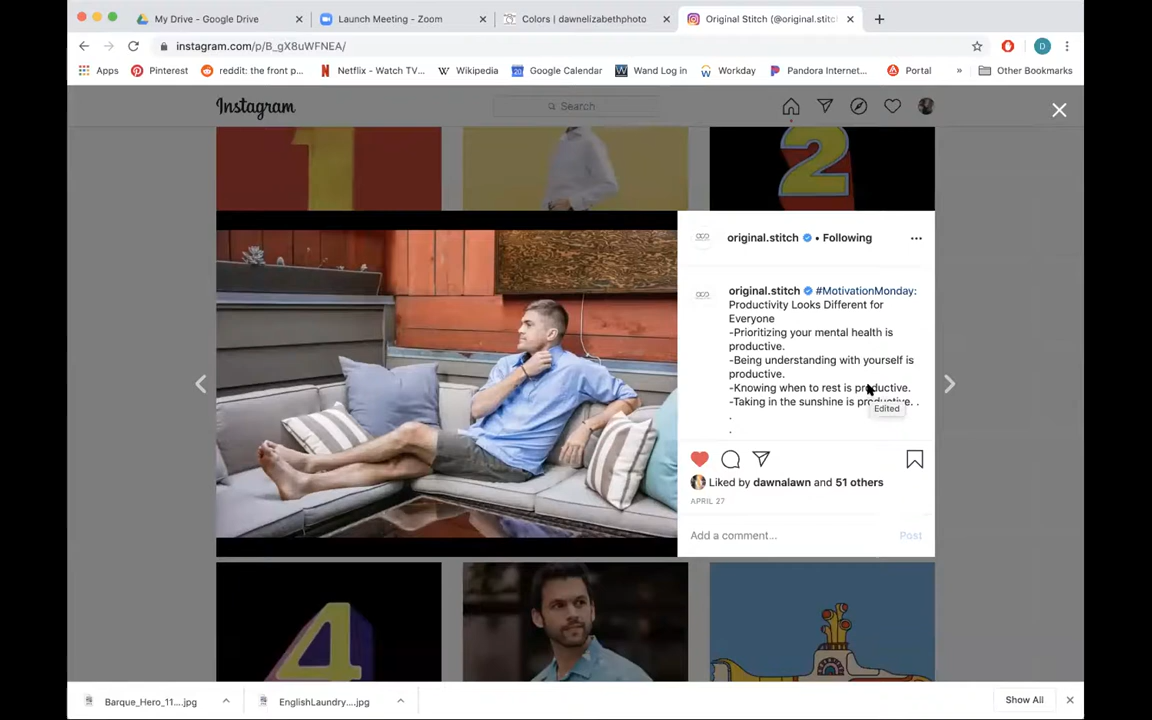 My Drive - Google Drive
Launch Meeting - Zoom
Colors | dawnelizabethphoto
Original Stitch (@original.stitc
instagram.com/p/B_gX8uWFNEA/
D
Apps
Pinterest
reddit: the front p...
Netflix - Watch TV...
W Wikipedia
Google Calendar
Wand Log in
Workday
Pandora Internet...
Portal
»
Other Bookmarks
Instagram
Search
1
2
original.stitch • Following
original.stitch #MotivationMonday:
Productivity Looks Different for
Everyone
-Prioritizing your mental health is
productive.
-Being understanding with yourself is
productive.
-Knowing when to rest is productive.
-Taking in the sunshine is productive. .
.
.
Edited
Liked by dawnalawn and 51 others
APRIL 27
Add a comment...
Post
4
Barque_Hero_11....jpg
EnglishLaundry....jpg
Show All